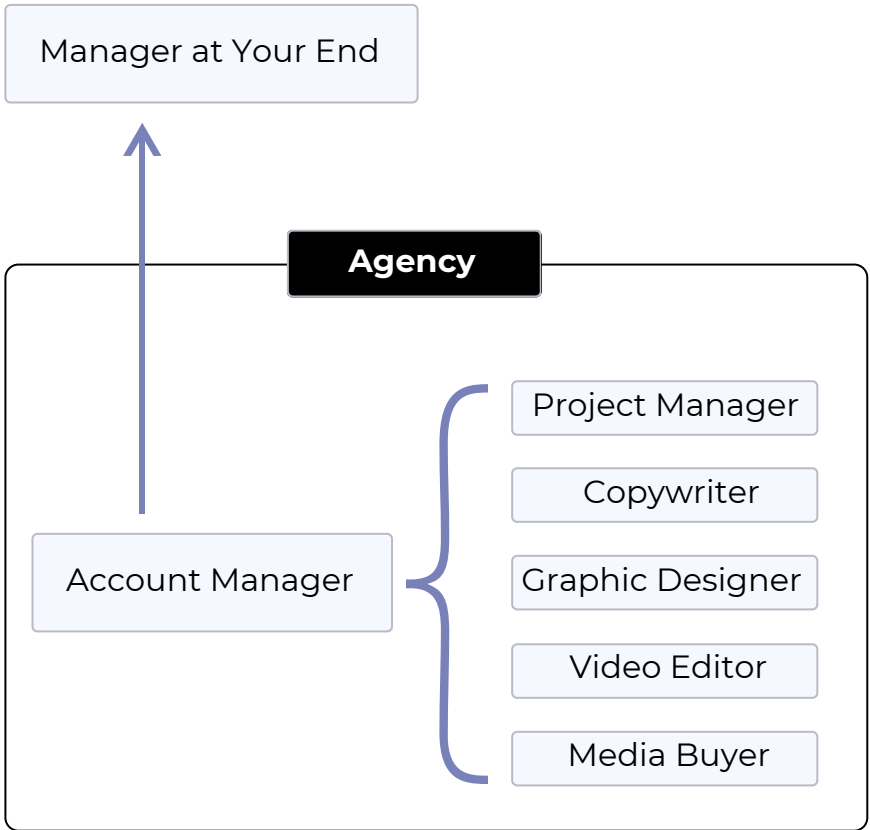 Manager at Your End
Agency
Project Manager
Copywriter
Account Manager
Graphic Designer
Video Editor
Media Buyer